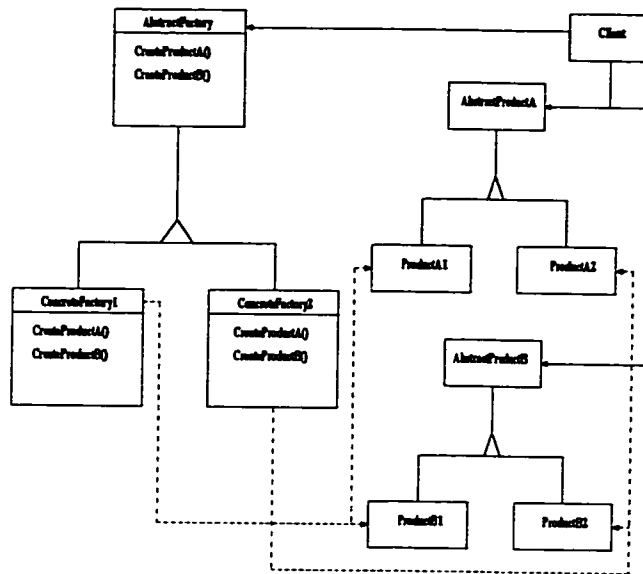 AbstractFactory
CreateProductA()
CreateProductB()
Client
AbstractProductA
ProductA1
ProductA2
ConcreteFactory1
CreateProductA()
CreateProductB()
ConcreteFactory2
CreateProductA()
CreateProductB()
AbstractProductB
ProductB1
ProductB2